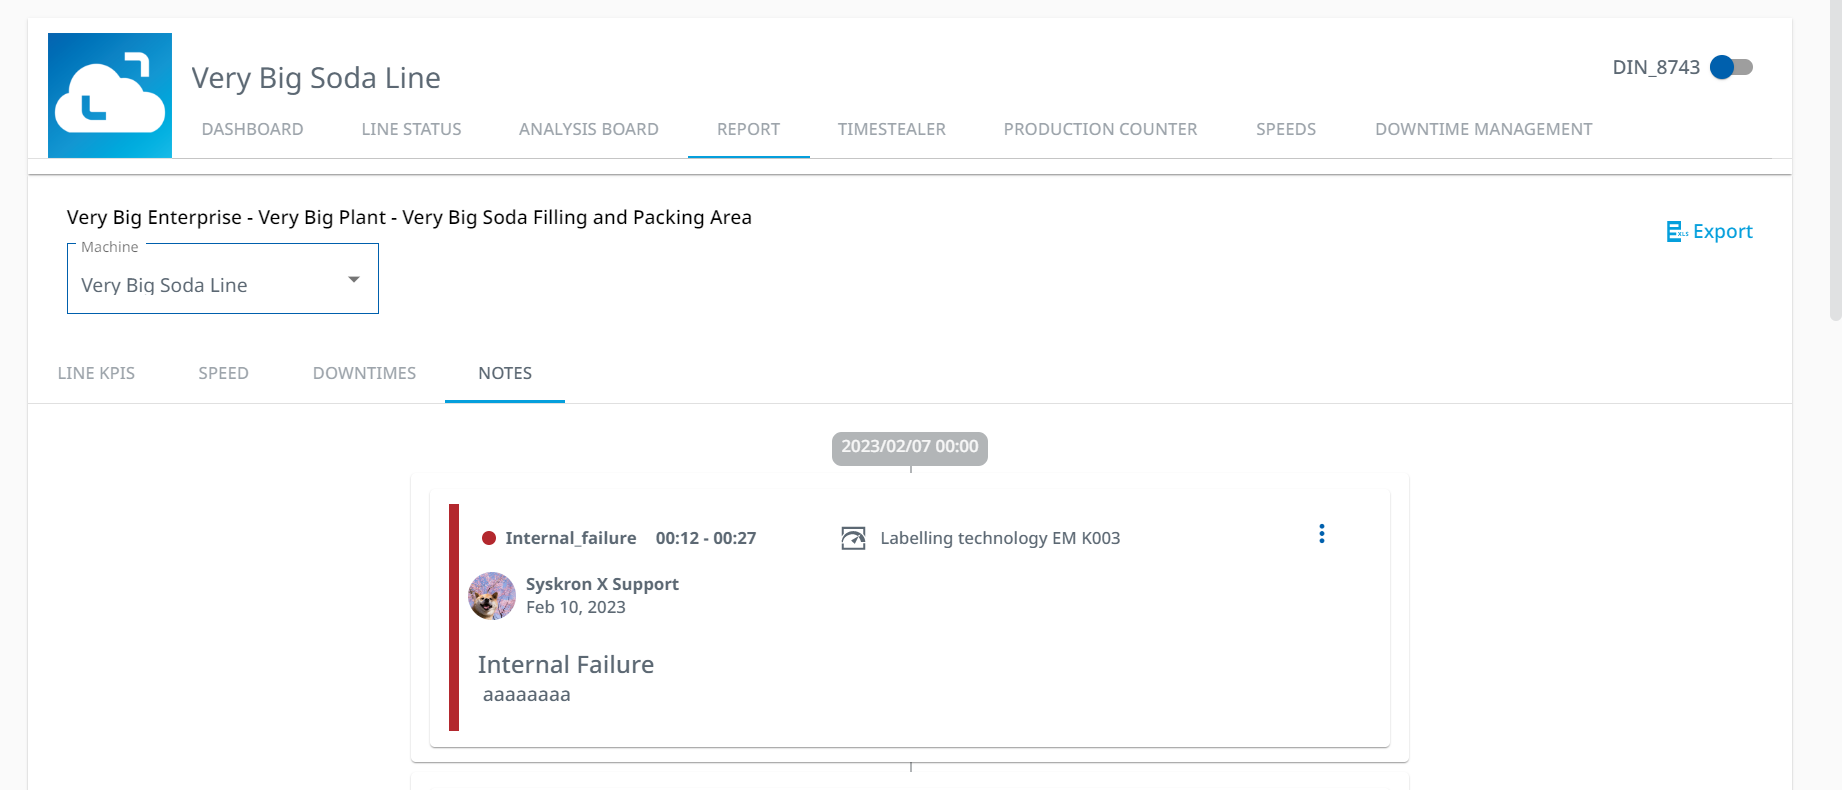 Very Big Soda Line
DIN_8743
DASHBOARD LINE STATUS ANALYSIS BOARD REPORT TIMESTEALER PRODUCTION COUNTER SPEEDS DOWNTIME MANAGEMENT
Very Big Enterprise - Very Big Plant - Very Big Soda Filling and Packing Area
XLS Export
Machine
Very Big Soda Line
LINE KPIS SPEED DOWNTIMES NOTES
2023/02/07 00:00
Internal_failure 00:12 - 00:27 Labelling technology EM K003
Syskron X Support
Feb 10, 2023
Internal Failure
aaaaaaaa